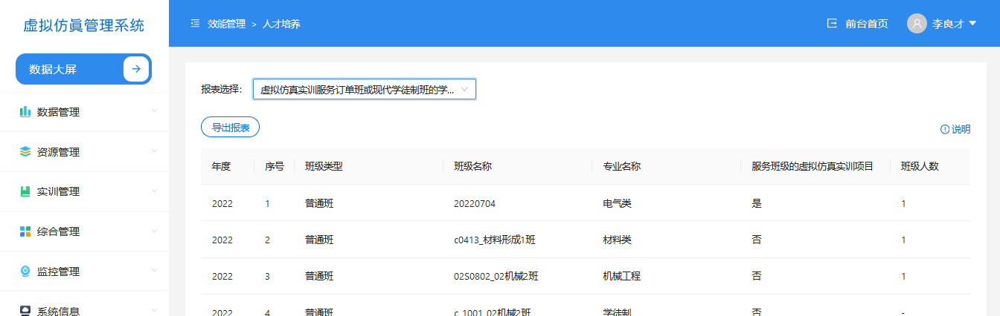 虚拟仿真管理系统
效能管理 > 人才培养
前台首页
李良才
数据大屏
数据管理
资源管理
实训管理
综合管理
监控管理
系统信息
报表选择:
虚拟仿真实训服务订单班或现代学徒制班的学...
导出报表
说明
年度 序号 班级类型 班级名称 专业名称 服务班级的虚拟仿真实训项目 班级人数
2022 1 普通班 20220704 电气类 是 1
2022 2 普通班 c0413_材料形成1班 材料类 否 1
2022 3 普通班 02S0802_02机械2班 机械工程 否 1
2022 4 普通班 c_1001_02机械2班 学徒制 否 -